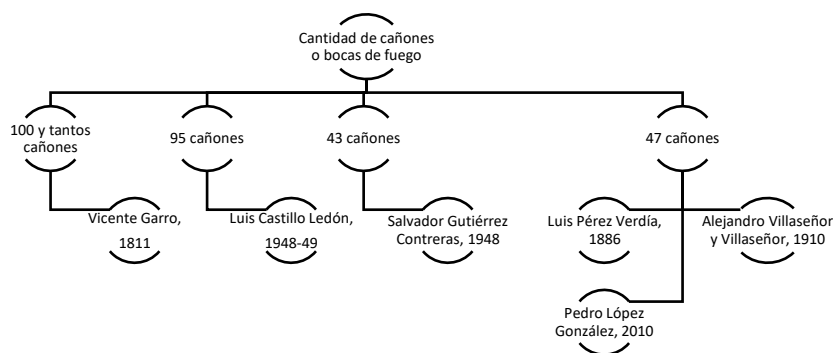 Cantidad de cañones
o bocas de fuego
100 y tantos
cañones
95 cañones
43 cañones
47 cañones
Vicente Garro,
1811
Luis Castillo Ledón,
1948-49
Salvador Gutiérrez
Contreras, 1948
Luis Pérez Verdía,
1886
Alejandro Villaseñor
y Villaseñor, 1910
Pedro López
González, 2010